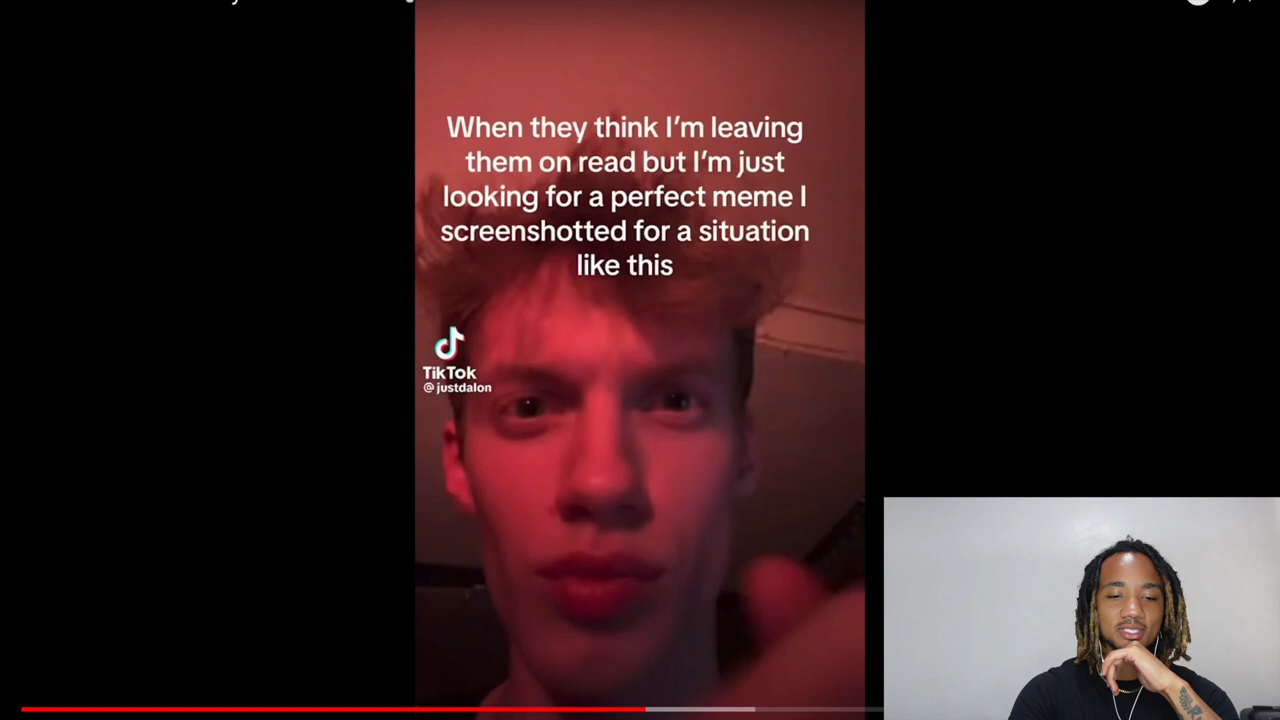 When they think I'm leaving
them on read but I'm just
looking for a perfect meme I
screenshotted for a situation
like this
TikTok
@justdalon